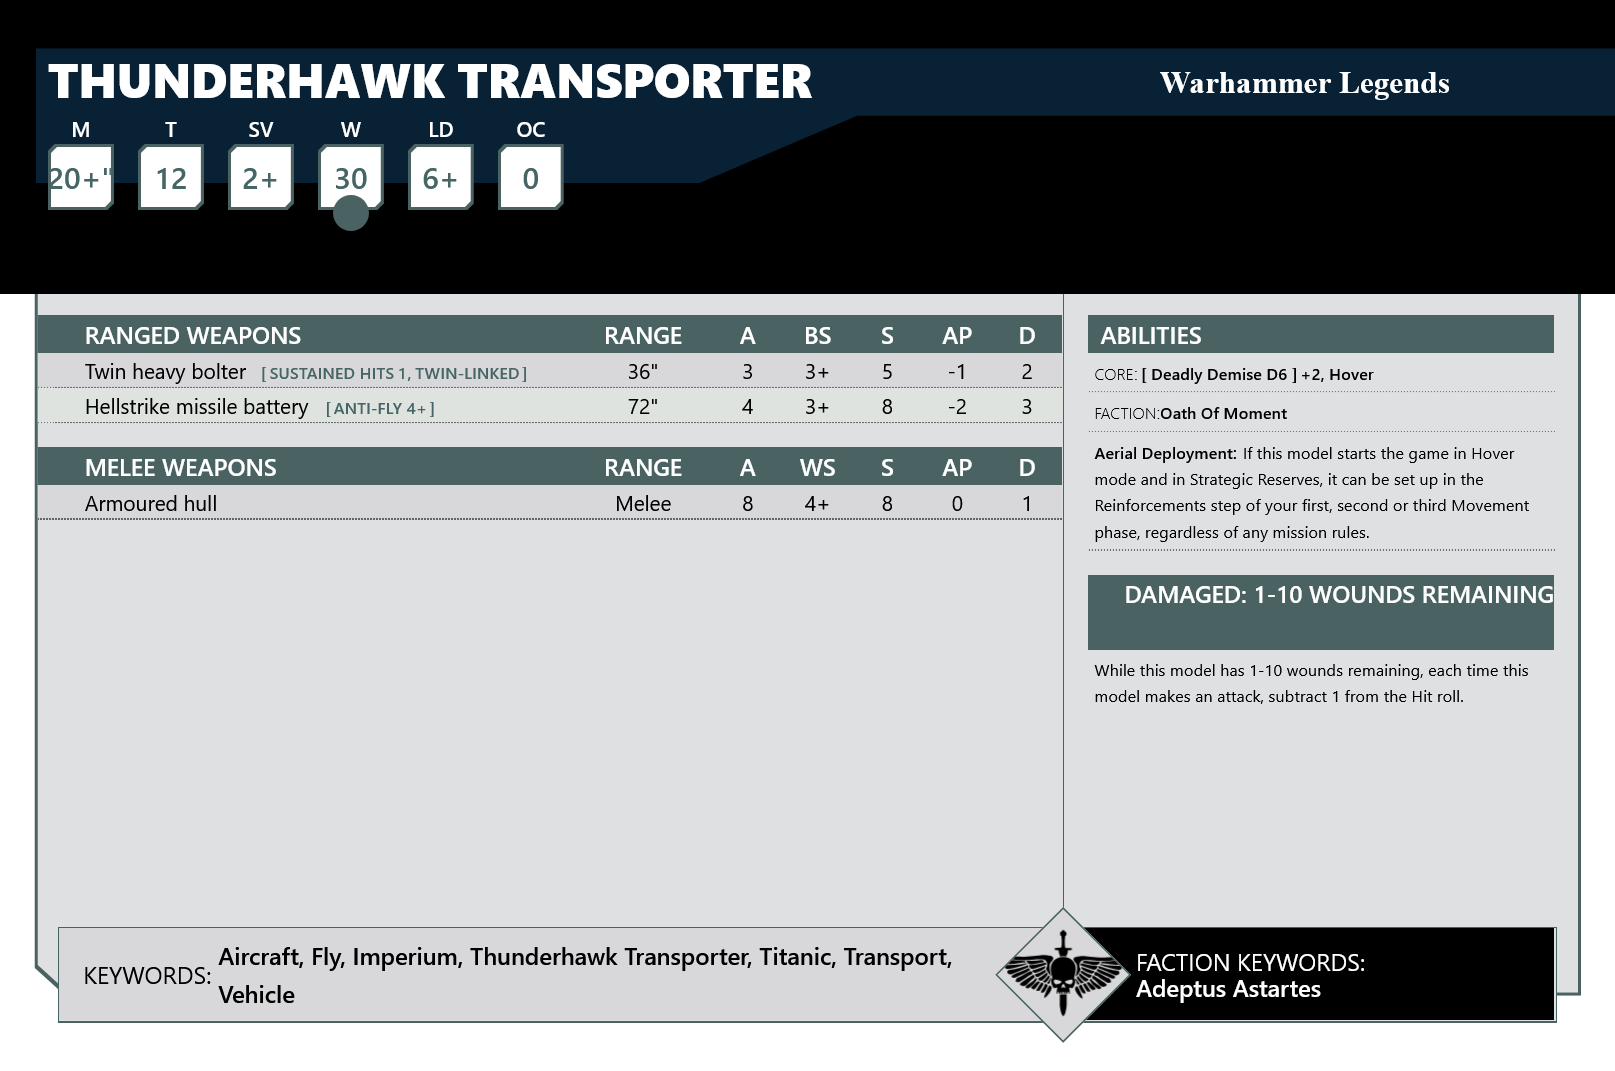 THUNDERHAWK TRANSPORTER
Warhammer Legends
M T SV W LD OC
20+" 12 2+ 30 6+ 0
RANGED WEAPONS RANGE A BS S AP D
Twin heavy bolter [ SUSTAINED HITS 1, TWIN-LINKED ] 36" 3 3+ 5 -1 2
Hellstrike missile battery [ ANTI-FLY 4+ ] 72" 4 3+ 8 -2 3
MELEE WEAPONS RANGE A WS S AP D
Armoured hull Melee 8 4+ 8 0 1
ABILITIES
CORE: [ Deadly Demise D6 ] +2, Hover
FACTION:Oath Of Moment
Aerial Deployment: If this model starts the game in Hover
mode and in Strategic Reserves, it can be set up in the
Reinforcements step of your first, second or third Movement
phase, regardless of any mission rules.
DAMAGED: 1-10 WOUNDS REMAINING
While this model has 1-10 wounds remaining, each time this
model makes an attack, subtract 1 from the Hit roll.
KEYWORDS: Aircraft, Fly, Imperium, Thunderhawk Transporter, Titanic, Transport,
Vehicle
FACTION KEYWORDS:
Adeptus Astartes